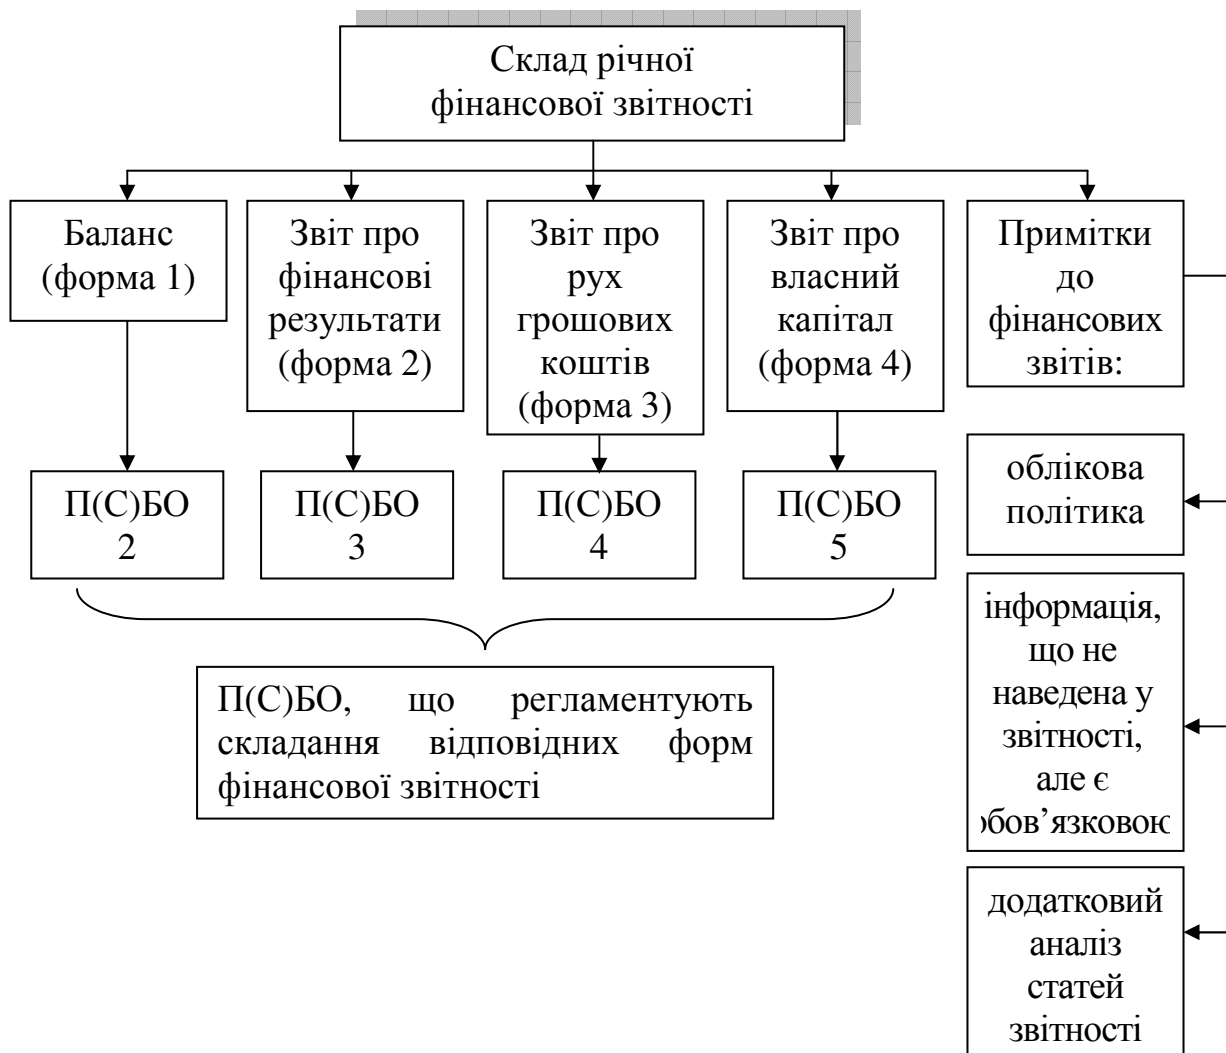 Склад річної
фінансової звітності
Баланс
(форма 1)
Звіт про
фінансові
результати
(форма 2)
Звіт про
рух
грошових
коштів
(форма 3)
Звіт про
власний
капітал
(форма 4)
Примітки
до
фінансових
звітів:
П(С)БО
2
П(С)БО
3
П(С)БО
4
П(С)БО
5
П(С)БО, що регламентують
складання відповідних форм
фінансової звітності
облікова
політика
інформація,
що не
наведена у
звітності,
але є
обов’язковою
додатковий
аналіз
статей
звітності